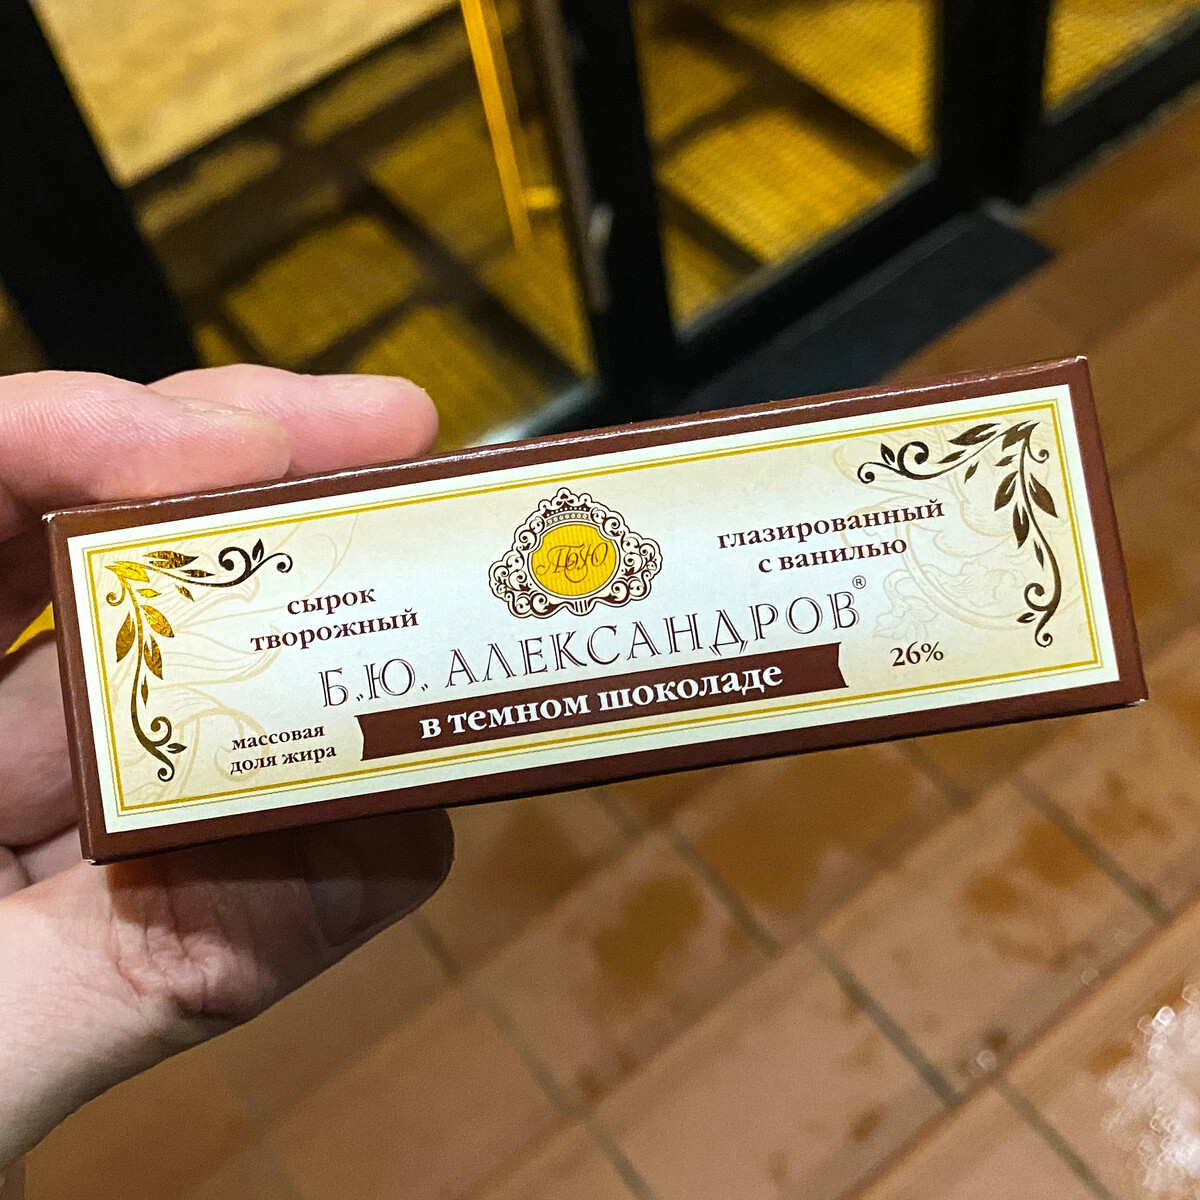 сырок
творожный
глазированный
с ванилью
Б.Ю. АЛЕКСАНДРОВ®
в темном шоколаде
массовая
доля жира
26%